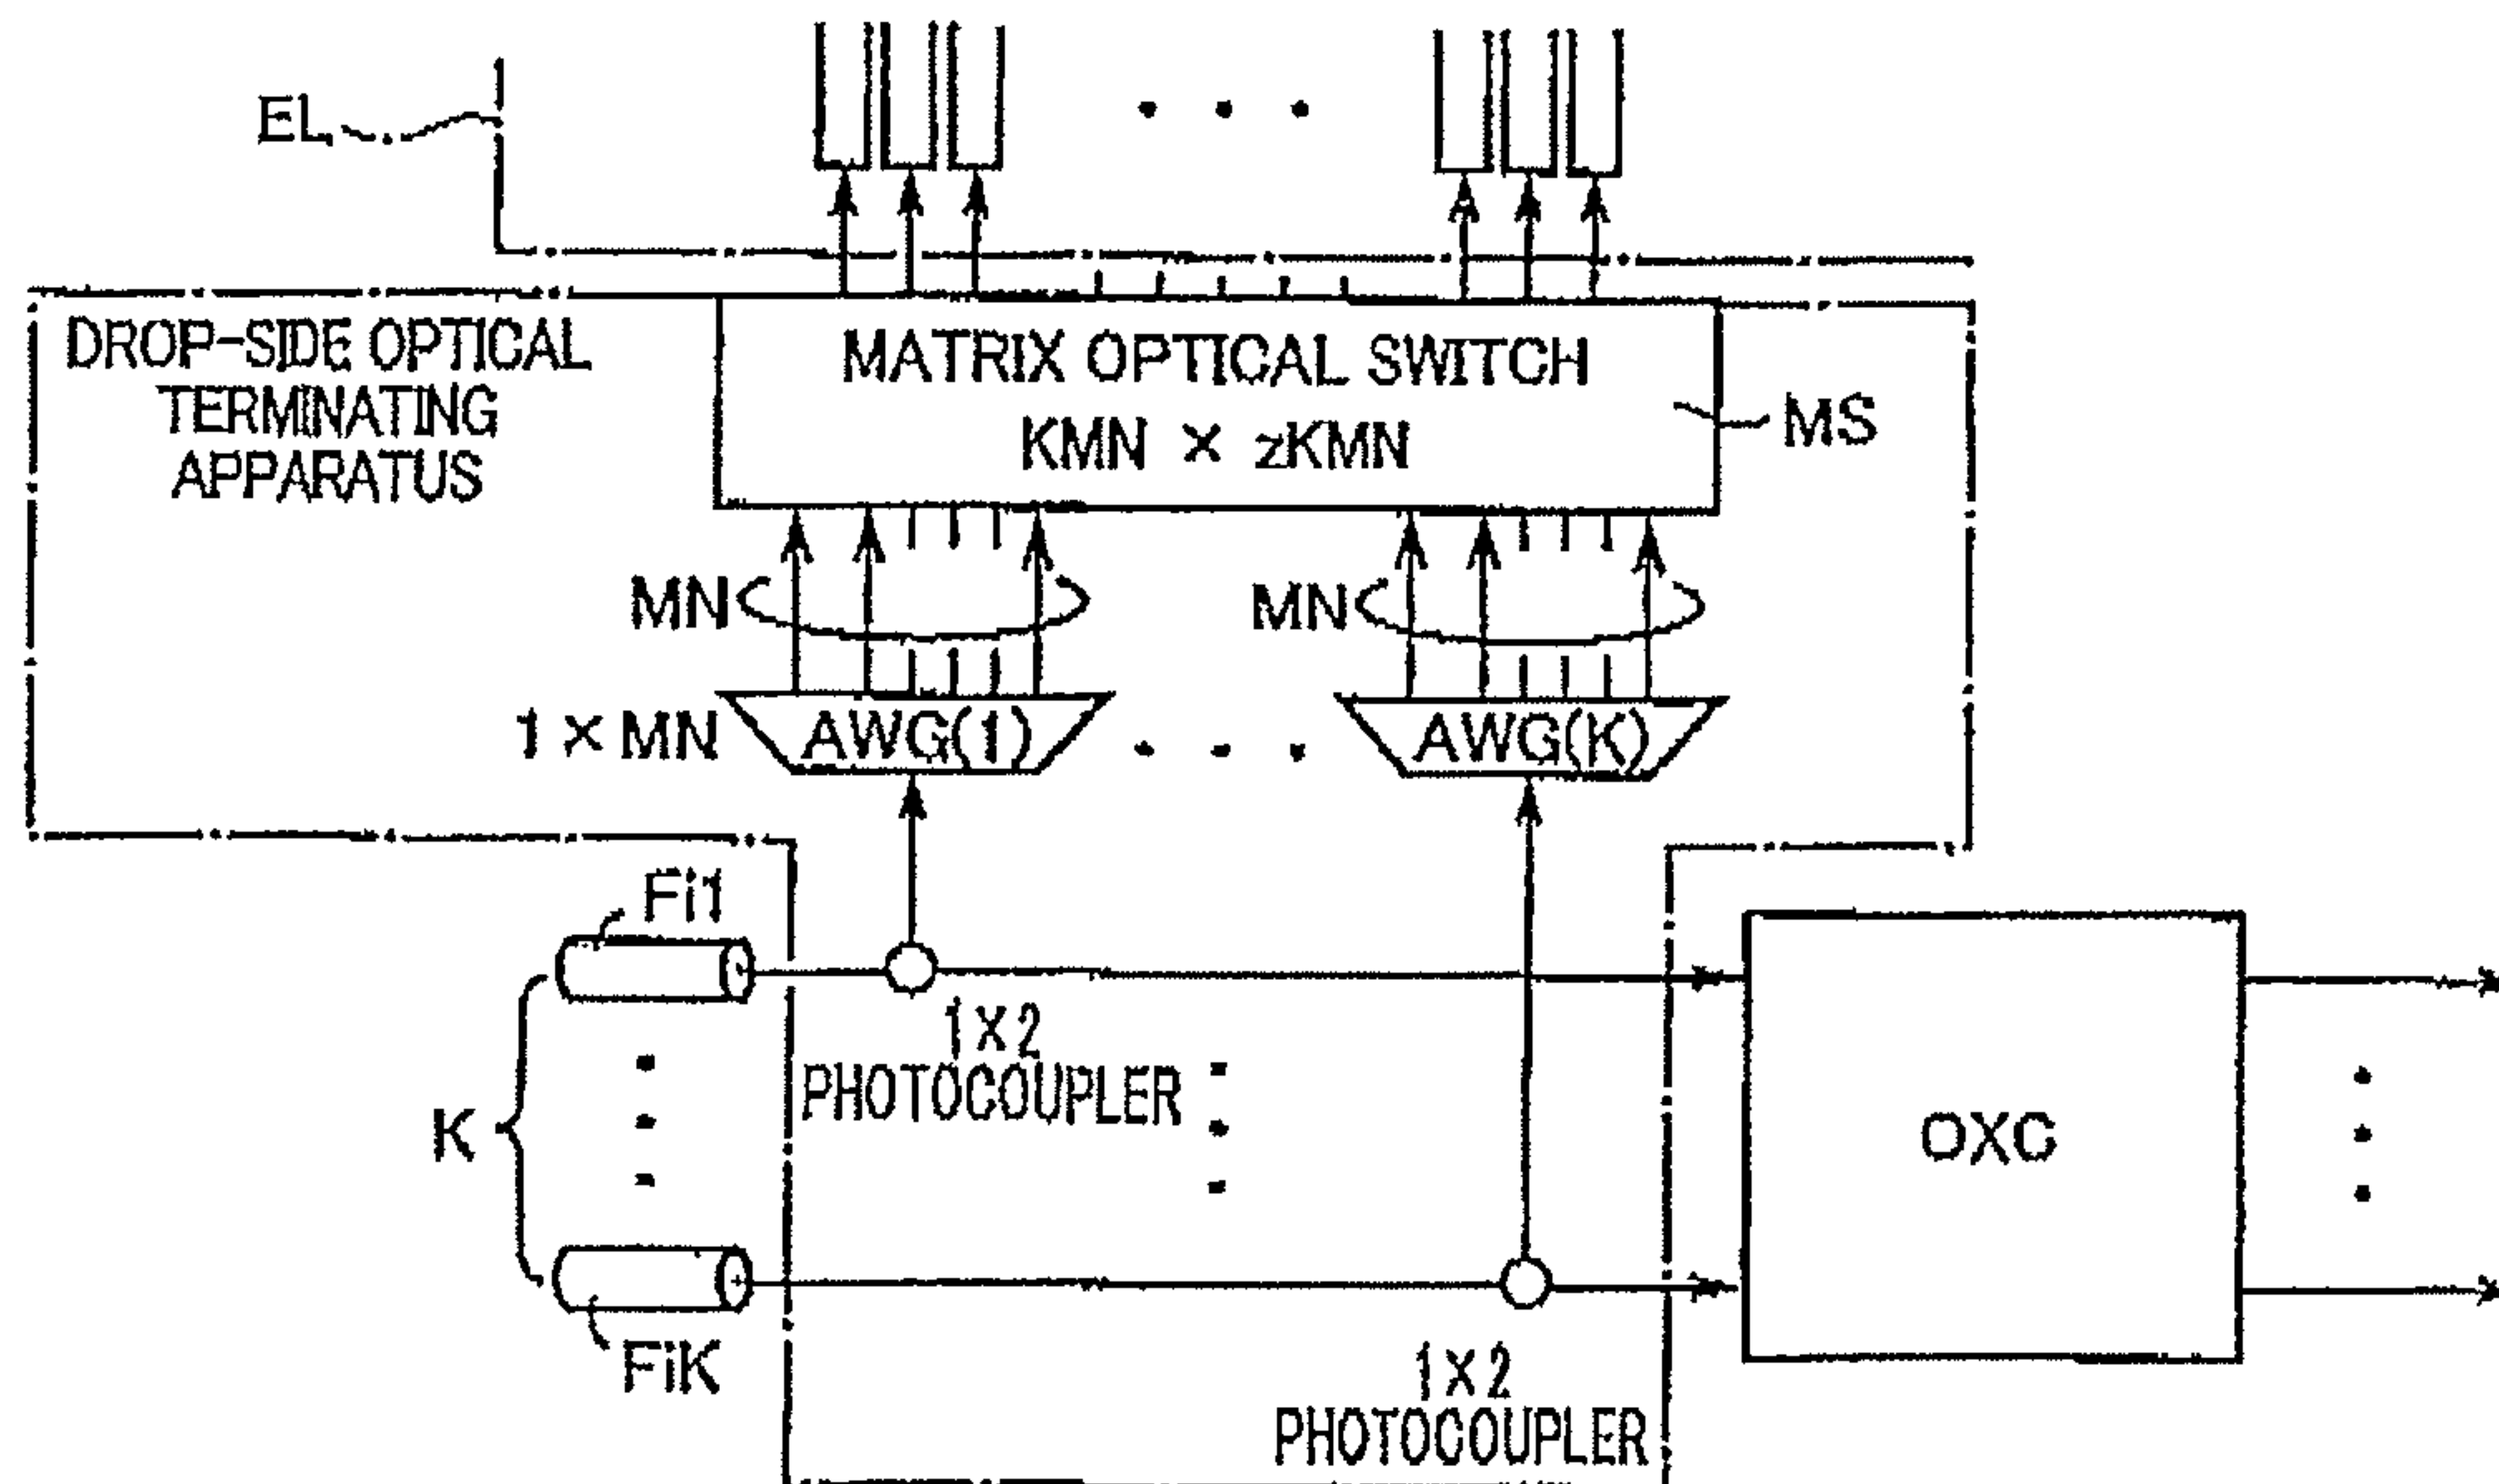 EL
DROP-SIDE OPTICAL
TERMINATING
APPARATUS
MATRIX OPTICAL SWITCH
KMN × zKMN
MS
MN
MN
1×MN
AWG(1)
AWG(K)
Fi1
1×2
PHOTOCOUPLER
K
OXC
FiK
1×2
PHOTOCOUPLER